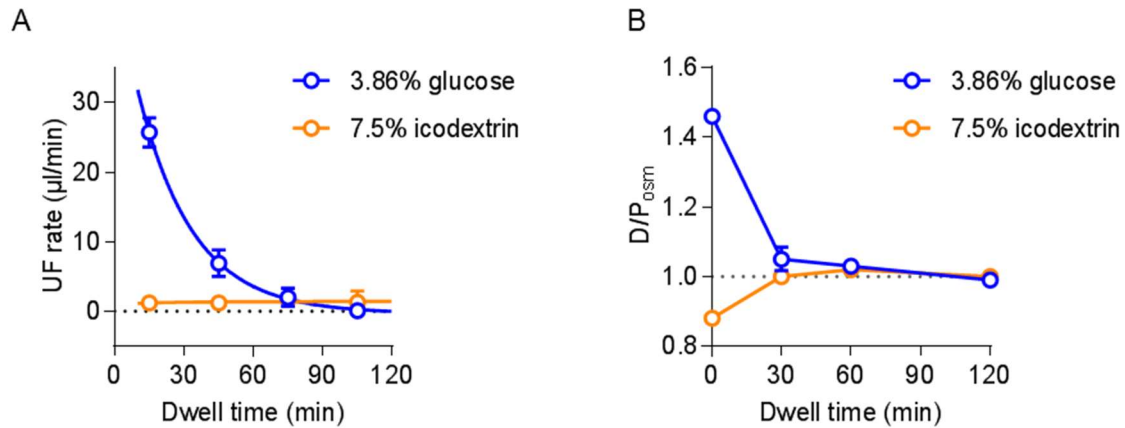 A
3.86% glucose
7.5% icodextrin
30
20
10
0
UF rate (µl/min)
0 30 60 90 120
Dwell time (min)
B
3.86% glucose
7.5% icodextrin
1.6
1.4
1.2
1.0
0.8
D/Posm
0 30 60 90 120
Dwell time (min)